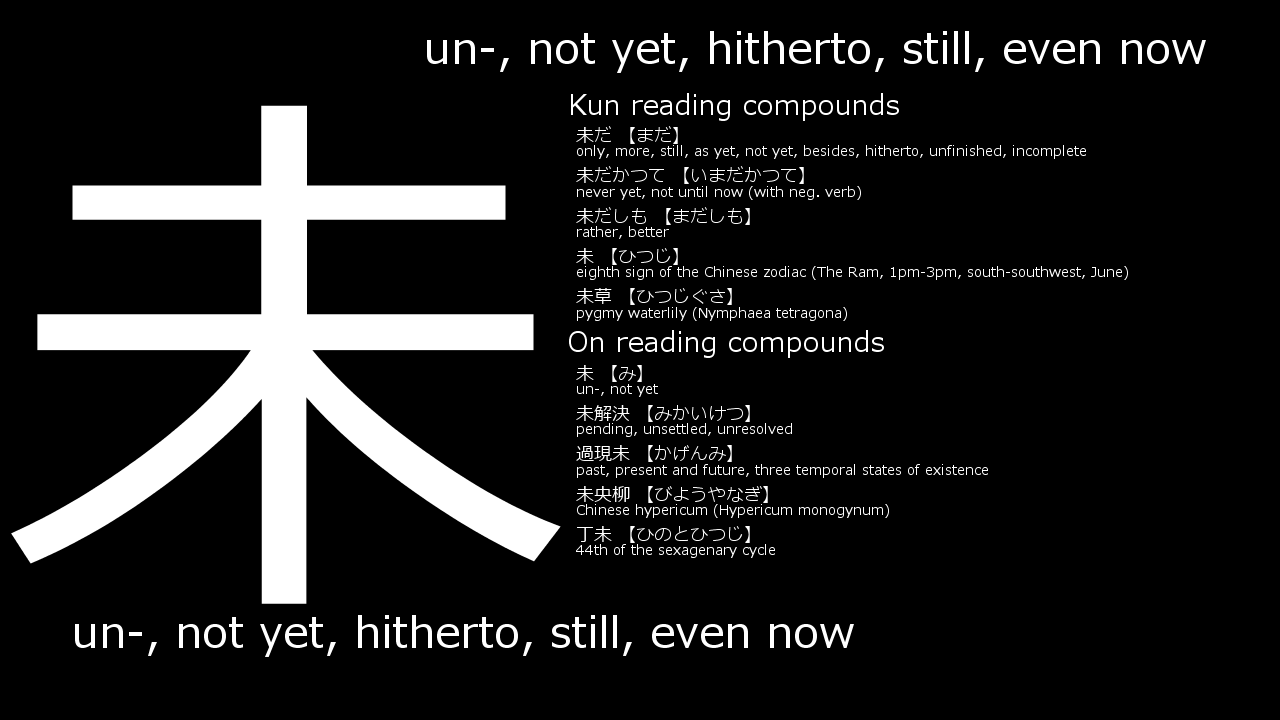 un-, not yet, hitherto, still, even now
未
Kun reading compounds
未だ 【まだ】
only, more, still, as yet, not yet, besides, hitherto, unfinished, incomplete
未だかつて 【いまだかつて】
never yet, not until now (with neg. verb)
未だしも 【まだしも】
rather, better
未 【ひつじ】
eighth sign of the Chinese zodiac (The Ram, 1pm-3pm, south-southwest, June)
未草 【ひつじぐさ】
pygmy waterlily (Nymphaea tetragona)
On reading compounds
未 【み】
un-, not yet
未解決 【みかいけつ】
pending, unsettled, unresolved
過現未 【かげんみ】
past, present and future, three temporal states of existence
未央柳 【びようやなぎ】
Chinese hypericum (Hypericum monogynum)
丁未 【ひのとひつじ】
44th of the sexagenary cycle
un-, not yet, hitherto, still, even now